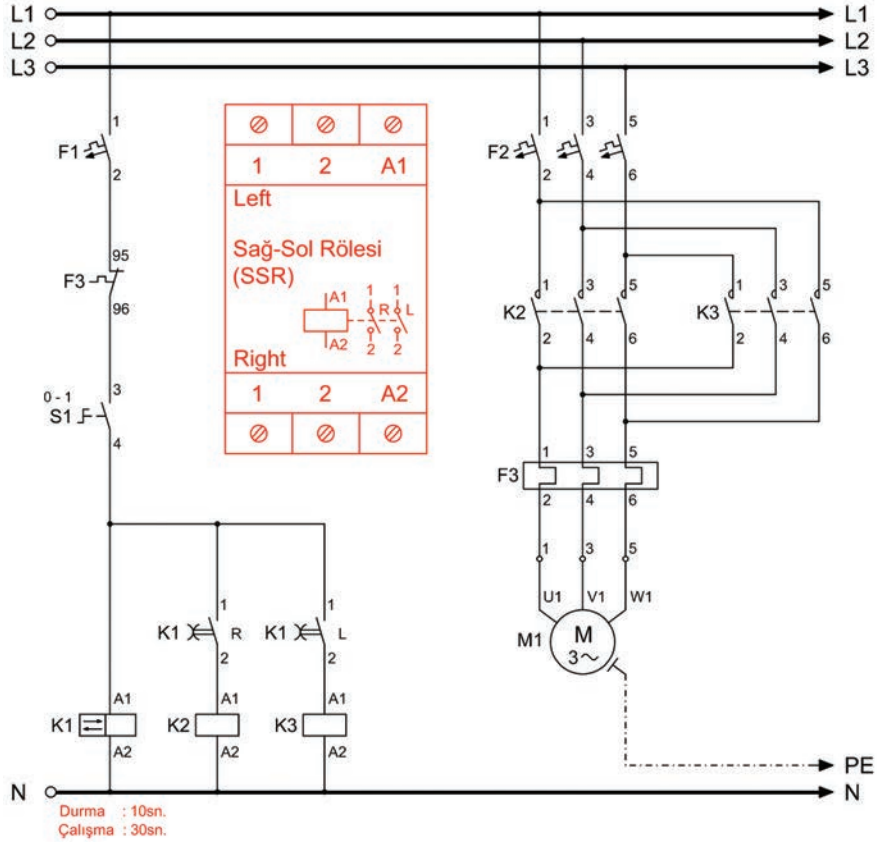 L1 L1
L2 L2
L3 L3
1 1 3 5
F1 F2
2 2 4 6
1 2 A1
Left
Sağ-Sol Rölesi
(SSR)
A1 1 1
R L
A2 2 2
Right
1 2 A2
95
F3
96
1 3 5 1 3 5
K2 K3
2 4 6 2 4 6
0 - 1 3
S1
4
1 3 5
F3
2 4 6
1 3 5
U1 V1 W1
M1 M
3~
1 1
K1 R K1 L
2 2
A1 A1 A1
K1 K2 K3
A2 A2 A2
PE
N N
Durma : 10sn.
Çalışma : 30sn.